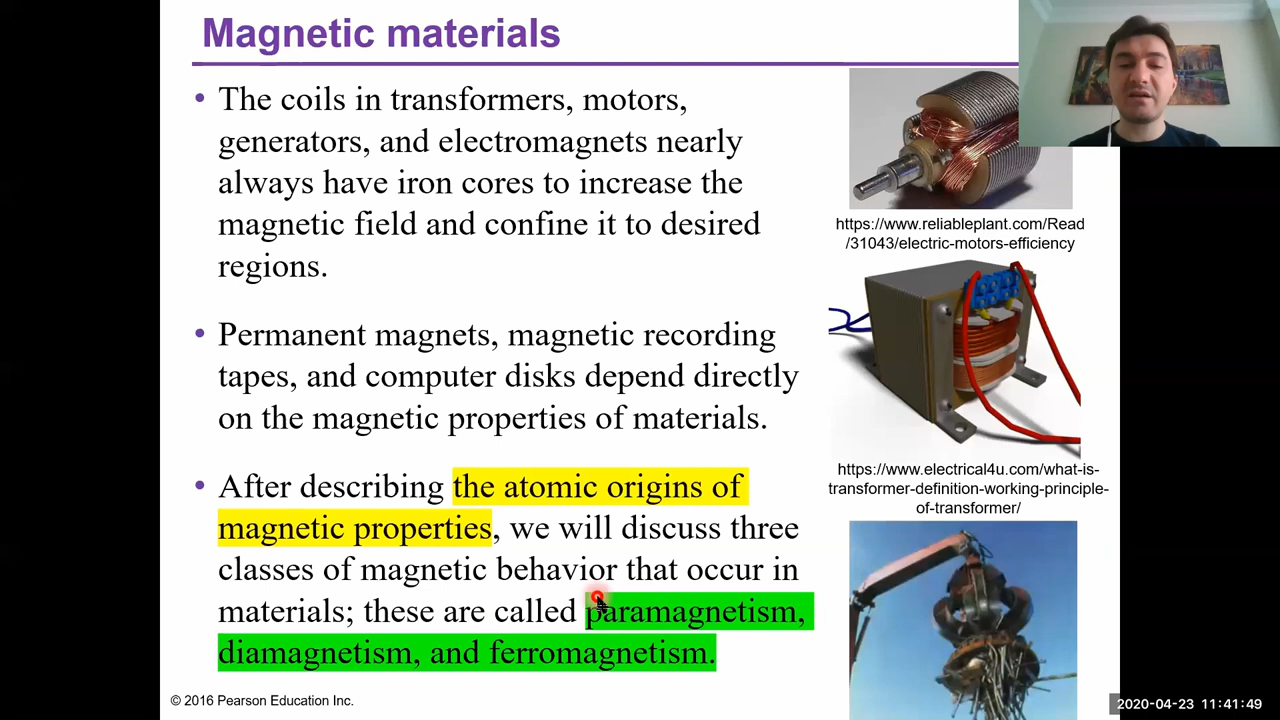 Magnetic materials
• The coils in transformers, motors,
generators, and electromagnets nearly
always have iron cores to increase the
magnetic field and confine it to desired
regions.
• Permanent magnets, magnetic recording
tapes, and computer disks depend directly
on the magnetic properties of materials.
• After describing the atomic origins of
magnetic properties, we will discuss three
classes of magnetic behavior that occur in
materials; these are called paramagnetism,
diamagnetism, and ferromagnetism.
https://www.reliableplant.com/Read
/31043/electric-motors-efficiency
https://www.electrical4u.com/what-is-
transformer-definition-working-principle-
of-transformer/
© 2016 Pearson Education Inc.
2020-04-23 11:41:49